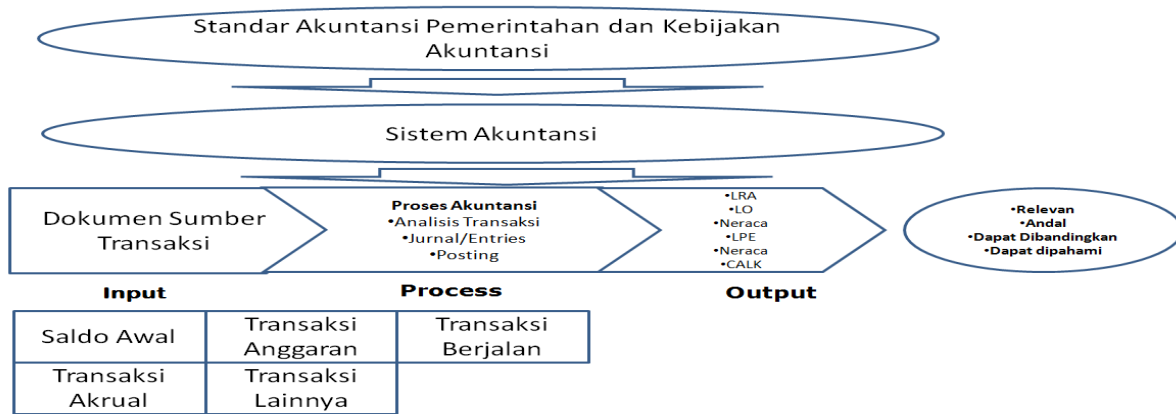 Standar Akuntansi Pemerintahan dan Kebijakan
Akuntansi
Sistem Akuntansi
Dokumen Sumber
Transaksi
Proses Akuntansi
•Analisis Transaksi
•Jurnal/Entries
•Posting
•LRA
•LO
•Neraca
•LPE
•Neraca
•CALK
•Relevan
•Andal
•Dapat Dibandingkan
•Dapat dipahami
Input
Process
Output
Saldo Awal
Transaksi
Anggaran
Transaksi
Berjalan
Transaksi
Akrual
Transaksi
Lainnya